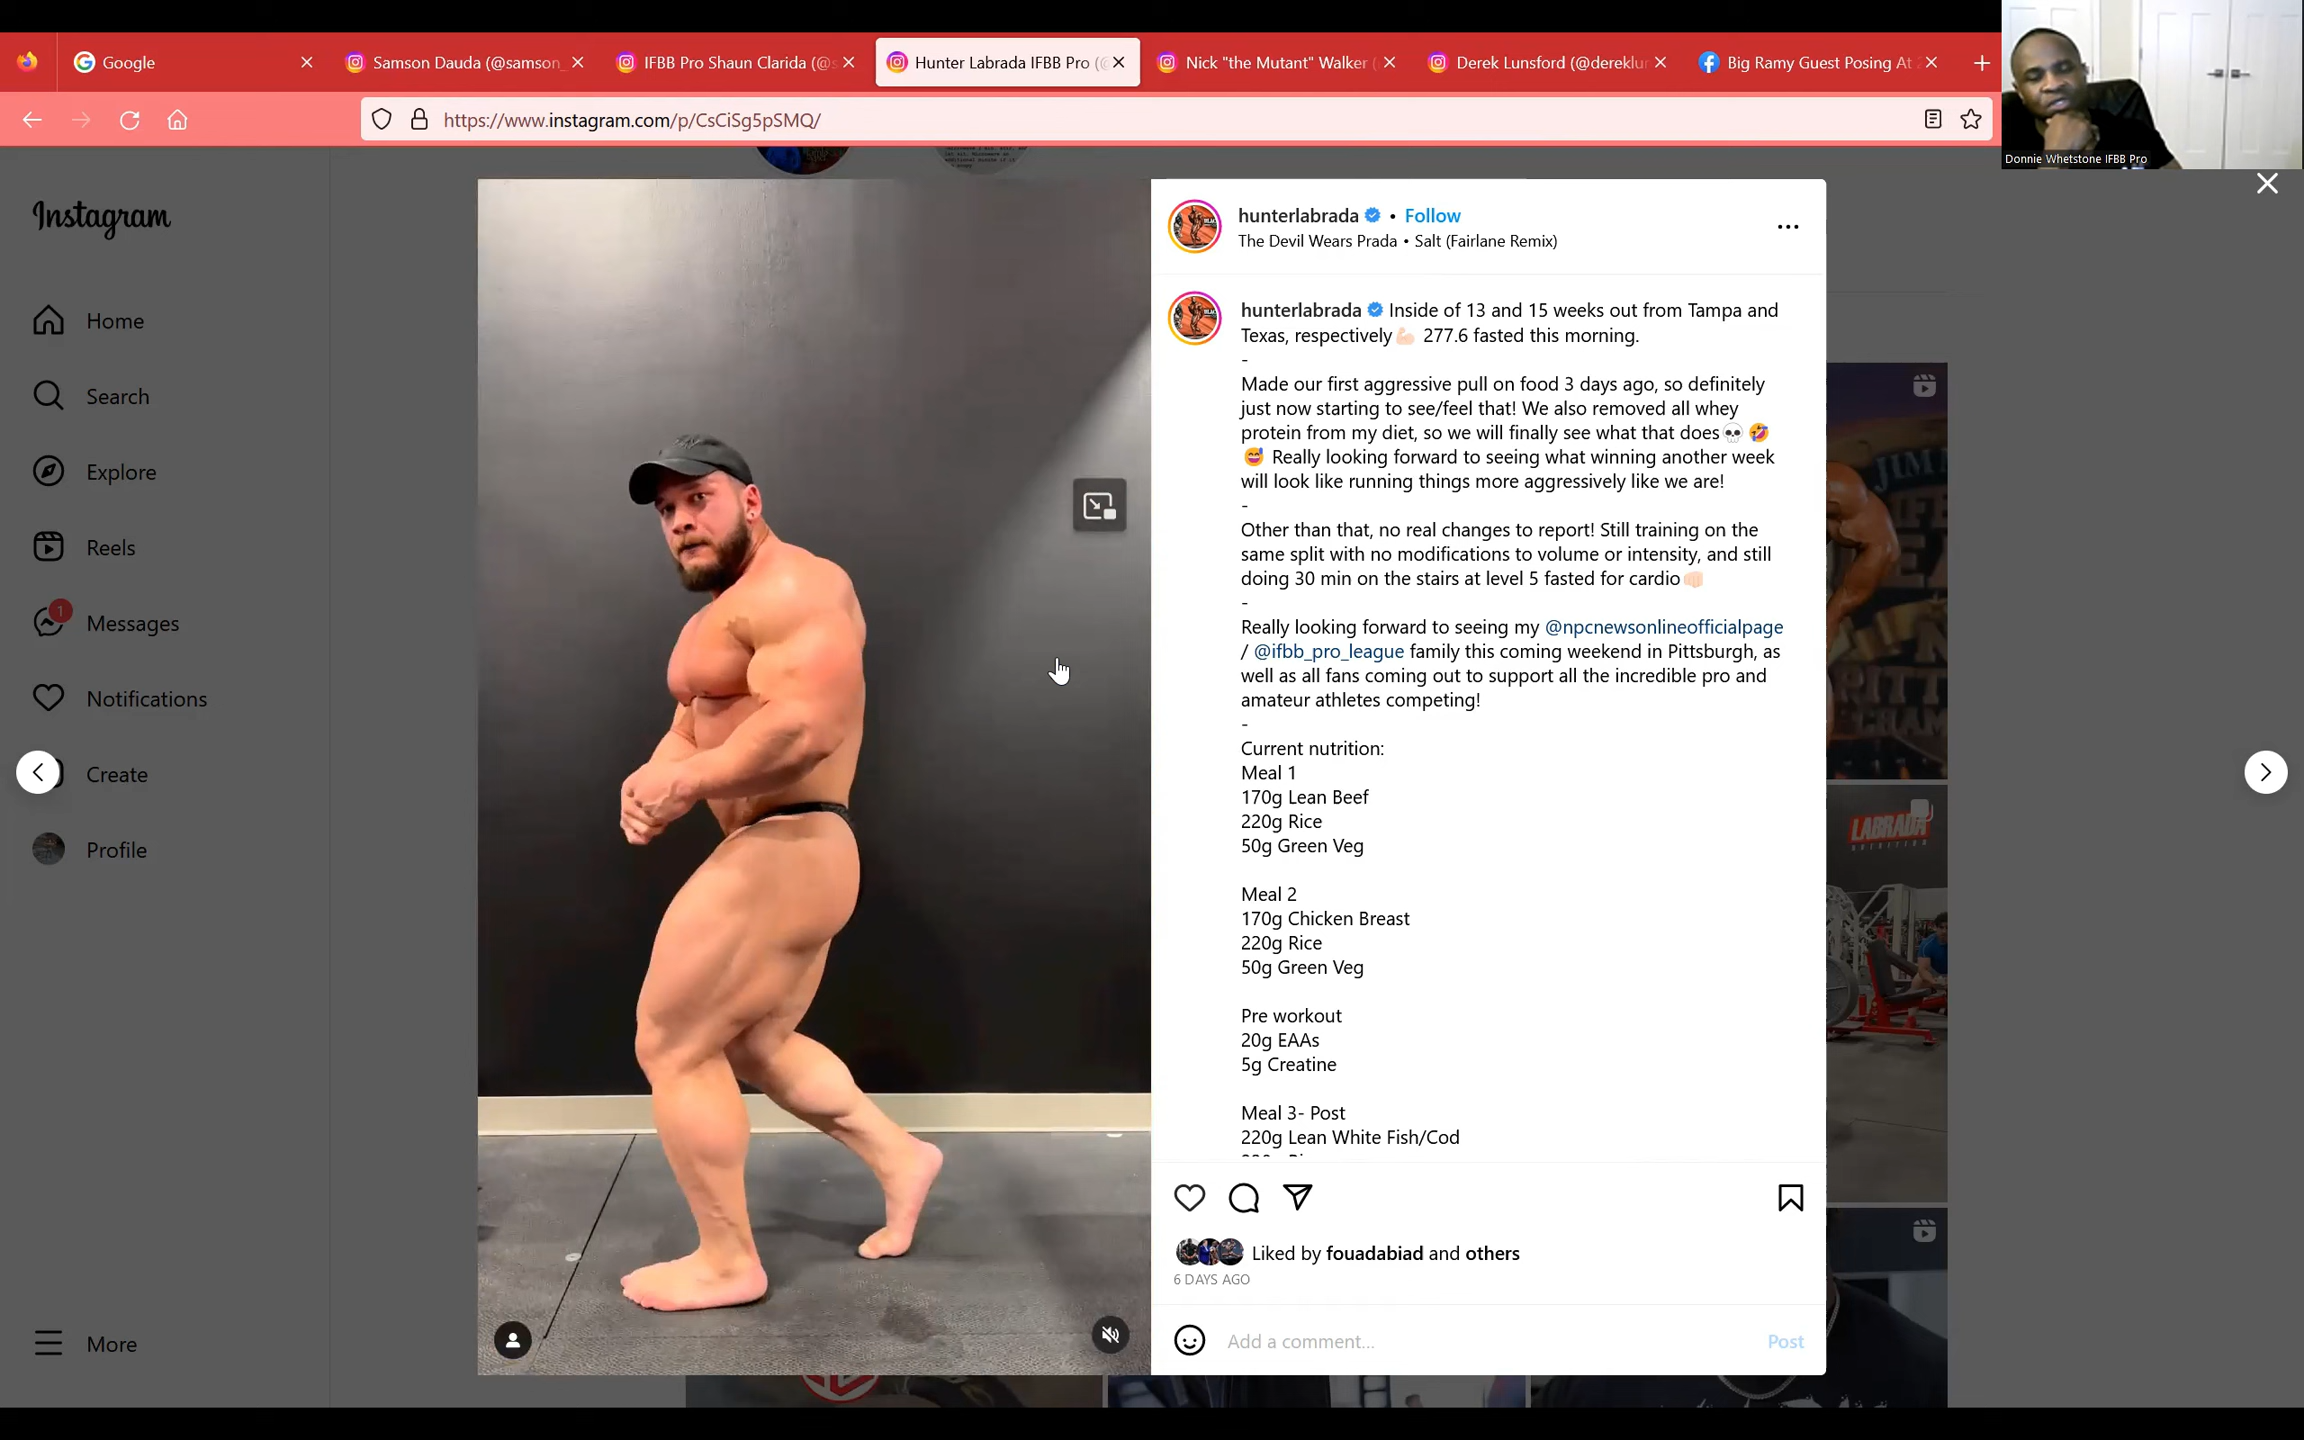 Google
Samson Dauda (@samson_
IFBB Pro Shaun Clarida (@s
Hunter Labrada IFBB Pro (@
Nick "the Mutant" Walker (
Derek Lunsford (@dereklur
Big Ramy Guest Posing At
https://www.instagram.com/p/CsCiSg5pSMQ/
Donnie Whetstone IFBB Pro
Instagram
Home
Search
Explore
Reels
1
Messages
Notifications
Create
Profile
More
hunterlabrada • Follow
The Devil Wears Prada • Salt (Fairlane Remix)
hunterlabrada Inside of 13 and 15 weeks out from Tampa and
Texas, respectively💪🏻 277.6 fasted this morning.
-
Made our first aggressive pull on food 3 days ago, so definitely
just now starting to see/feel that! We also removed all whey
protein from my diet, so we will finally see what that does💀🤣
😅 Really looking forward to seeing what winning another week
will look like running things more aggressively like we are!
-
Other than that, no real changes to report! Still training on the
same split with no modifications to volume or intensity, and still
doing 30 min on the stairs at level 5 fasted for cardio👊🏻
-
Really looking forward to seeing my @npcnewsonlineofficialpage
/ @ifbb_pro_league family this coming weekend in Pittsburgh, as
well as all fans coming out to support all the incredible pro and
amateur athletes competing!
-
Current nutrition:
Meal 1
170g Lean Beef
220g Rice
50g Green Veg
Meal 2
170g Chicken Breast
220g Rice
50g Green Veg
Pre workout
20g EAAs
5g Creatine
Meal 3- Post
220g Lean White Fish/Cod
Liked by fouadabiad and others
6 DAYS AGO
Add a comment...
Post
LABRADA